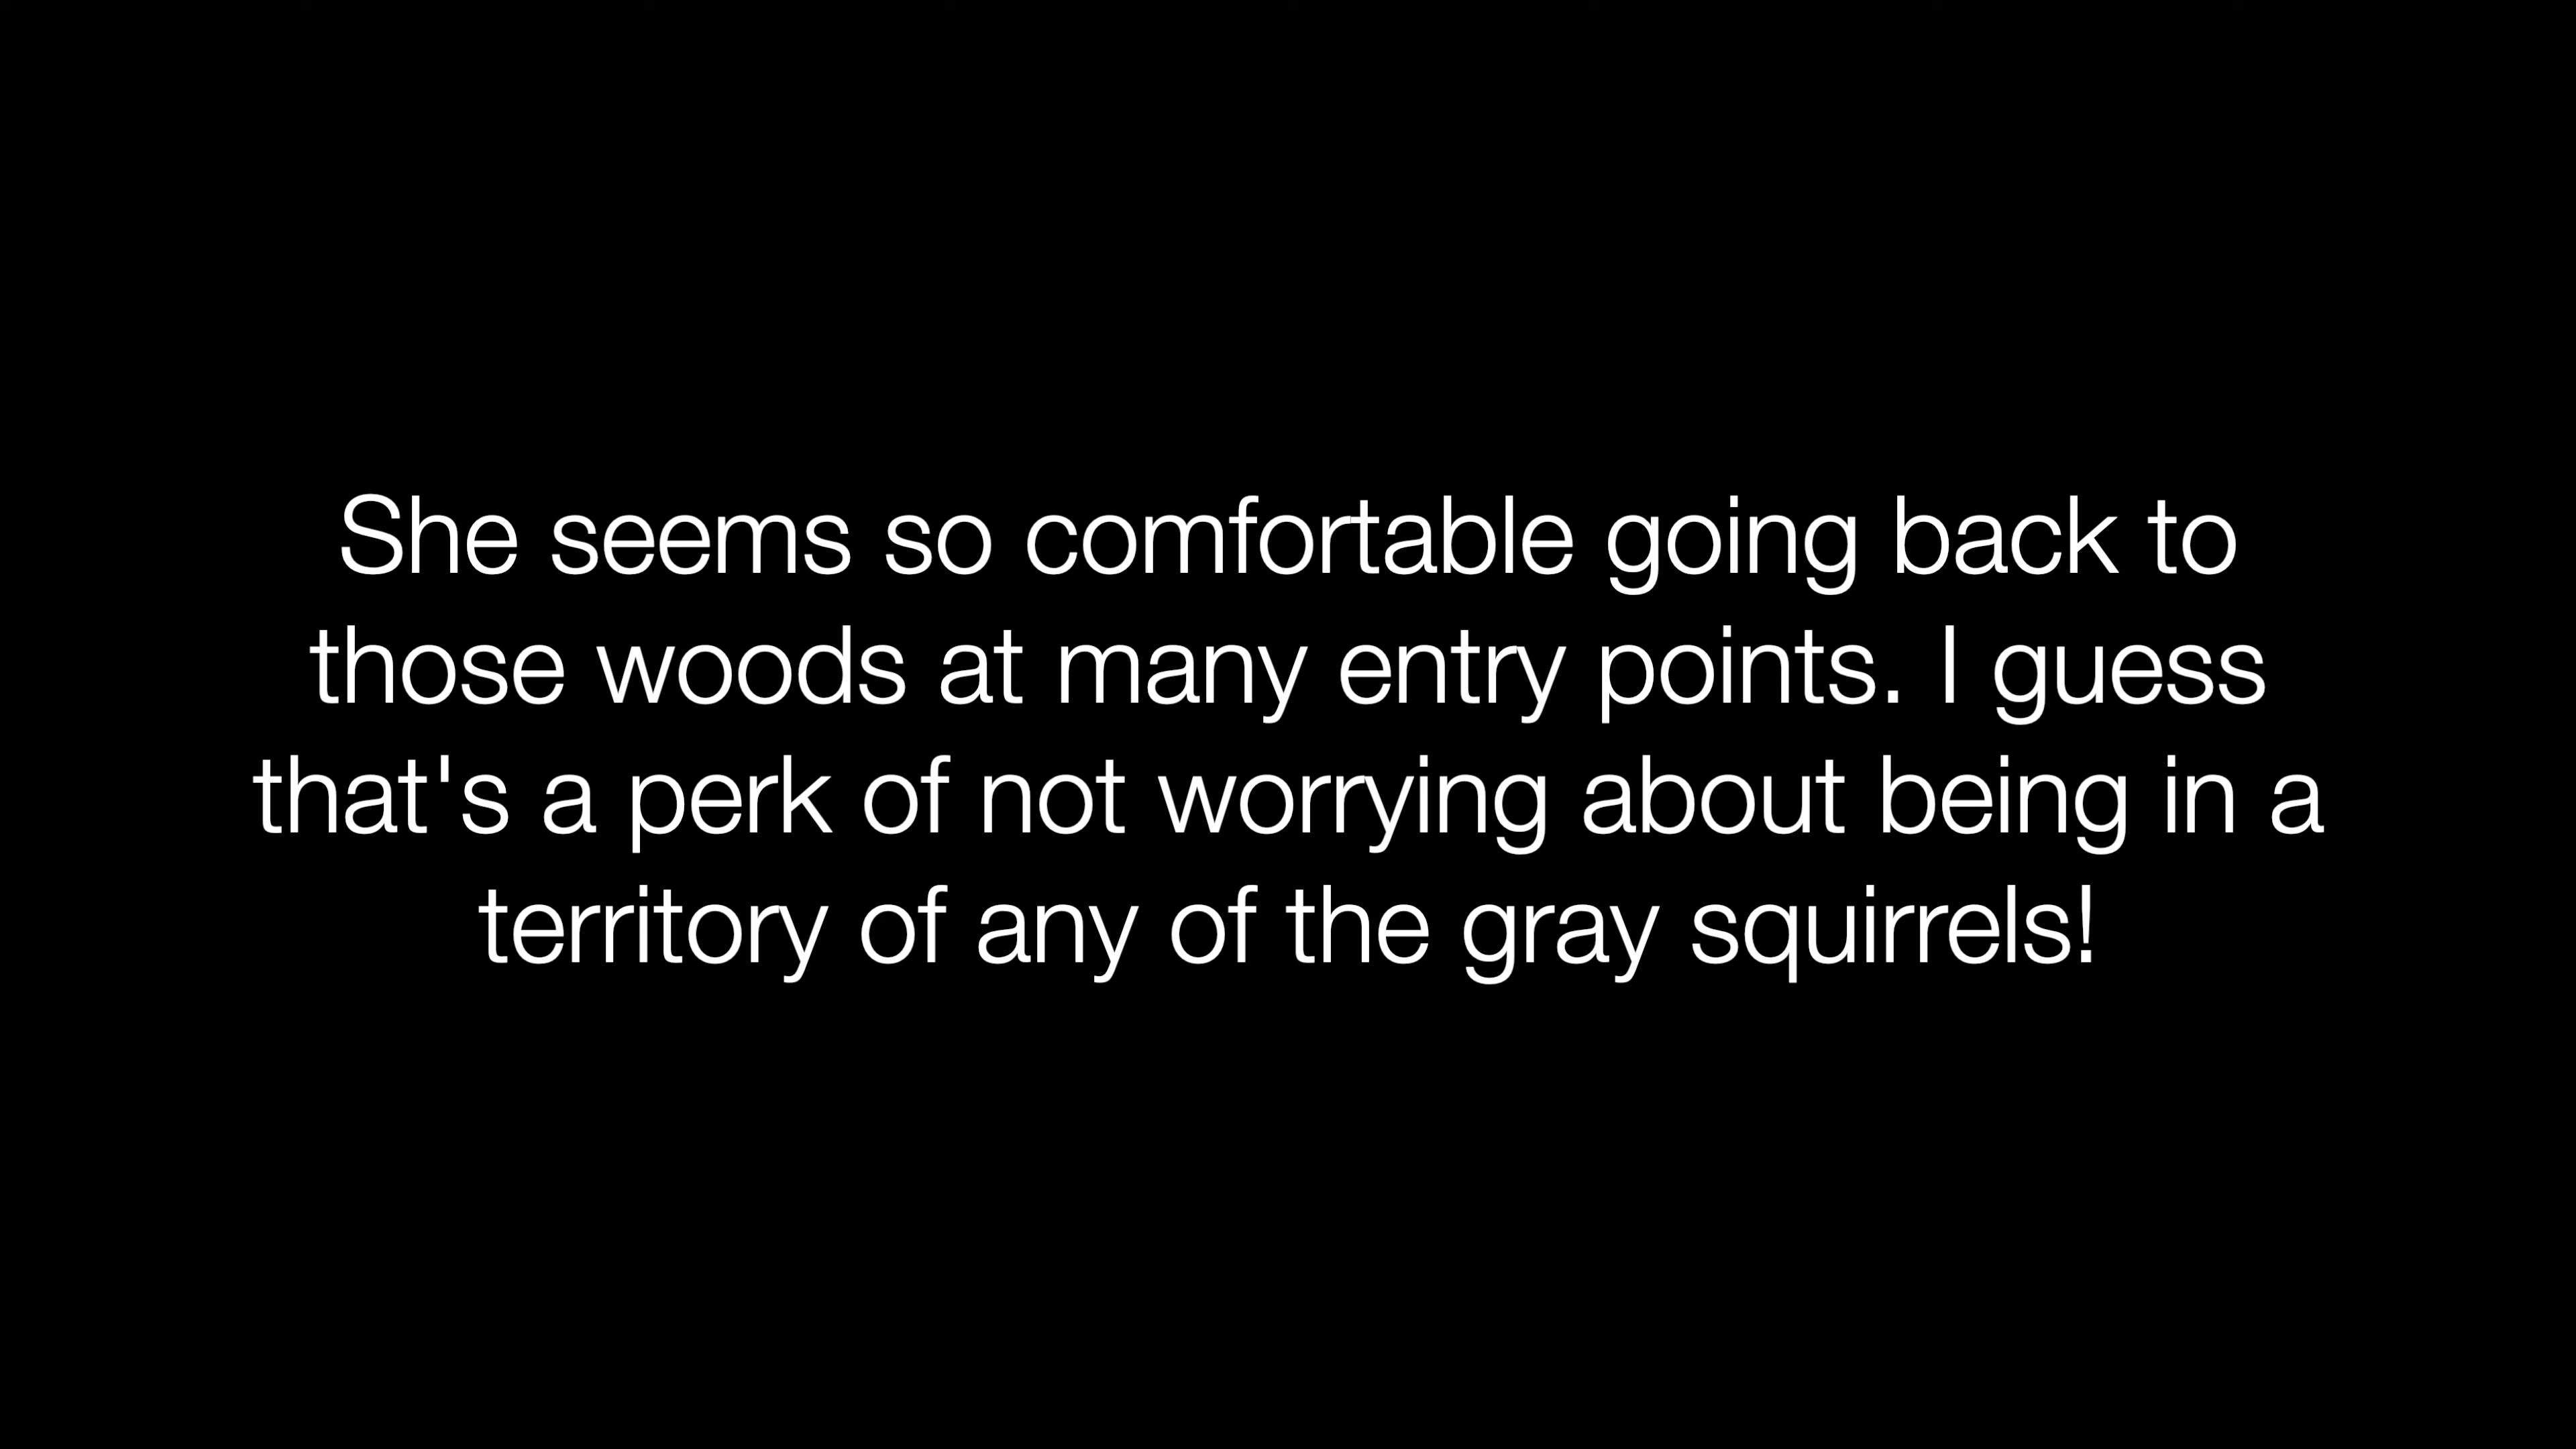 She seems so comfortable going back to
those woods at many entry points. I guess
that's a perk of not worrying about being in a
territory of any of the gray squirrels!